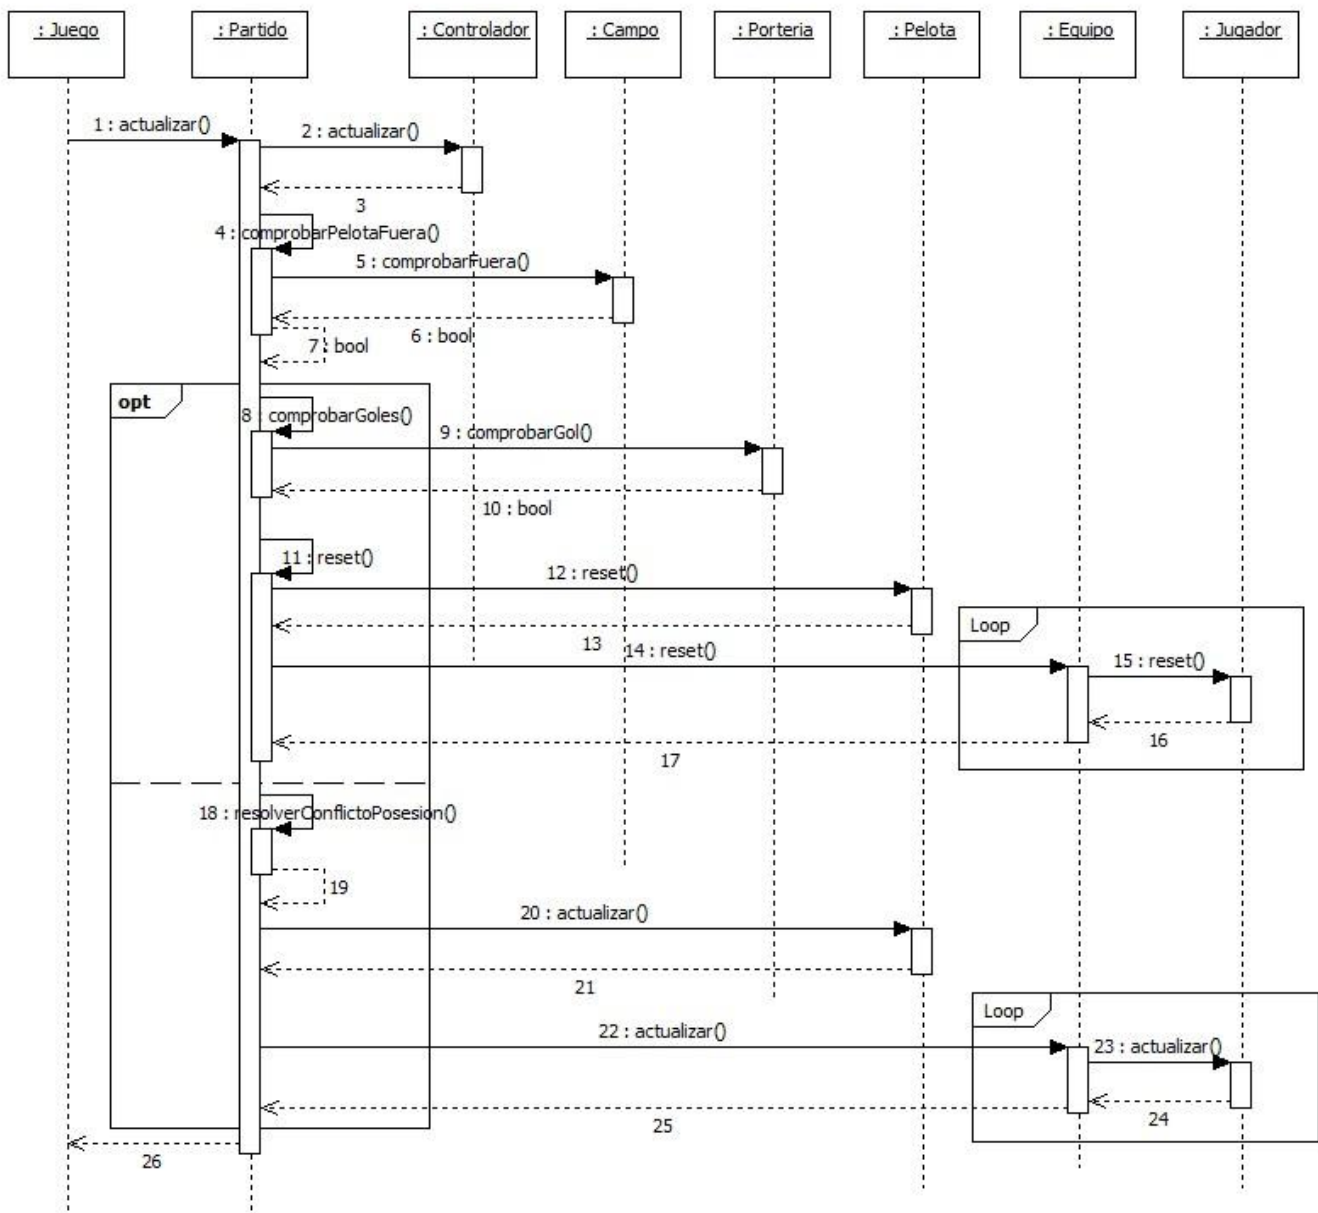 : Juego
: Partido
: Controlador
: Campo
: Porteria
: Pelota
: Equipo
: Jugador
1 : actualizar()
2 : actualizar()
3
4 : comprobarPelotaFuera()
5 : comprobarFuera()
6 : bool
7 : bool
opt
8 : comprobarGoles()
9 : comprobarGol()
10 : bool
11 : reset()
12 : reset()
13
Loop
14 : reset()
15 : reset()
16
17
18 : resolverConflictoPosesion()
19
20 : actualizar()
21
Loop
22 : actualizar()
23 : actualizar()
24
25
26